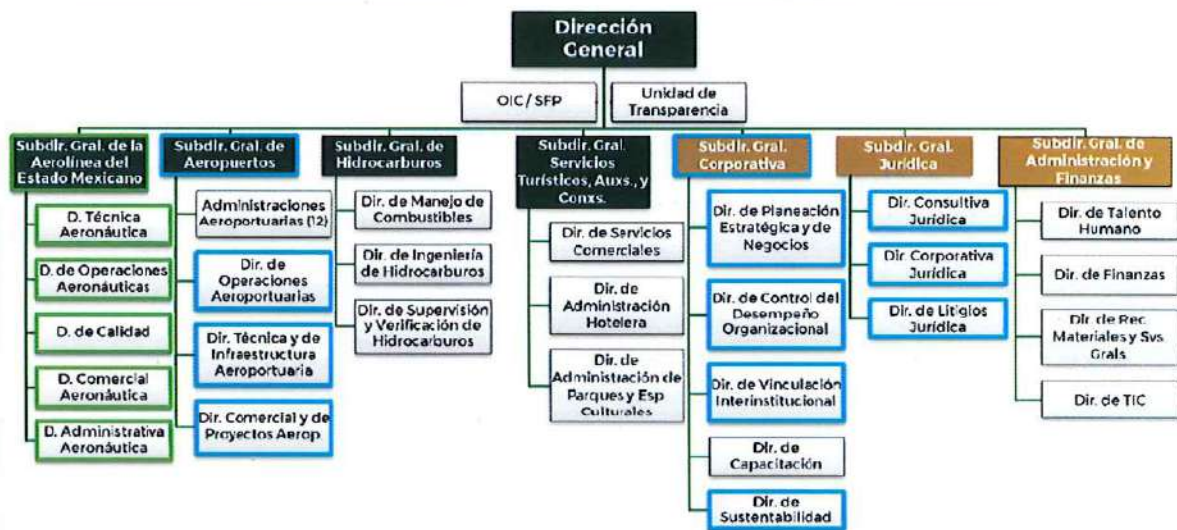 Dirección
General
OIC / SFP
Unidad de
Transparencia
Subdir. Gral. de la
Aerolínea del
Estado Mexicano
D. Técnica
Aeronáutica
D. de Operaciones
Aeronáuticas
D. de Calidad
D. Comercial
Aeronáutica
D. Administrativa
Aeronáutica
Subdir. Gral. de
Aeropuertos
Administraciones
Aeroportuarias (12)
Dir. de
Operaciones
Aeroportuarias
Dir. Técnica y de
Infraestructura
Aeroportuaria
Dir. Comercial y de
Proyectos Aerop
Subdir. Gral. de
Hidrocarburos
Dir. de Manejo de
Combustibles
Dir. de Ingeniería
de Hidrocarburos
Dir. de Supervisión
y Verificación de
Hidrocarburos
Subdir. Gral.
Servicios
Turísticos, Auxs., y
Conxs.
Dir. de Servicios
Comerciales
Dir. de
Administración
Hotelera
Dir. de
Administración de
Parques y Esp
Culturales
Subdir. Gral.
Corporativa
Dir. de Planeación
Estratégica y de
Negocios
Dir. de Control del
Desempeño
Organizacional
Dir. de Vinculación
Interinstitucional
Dir. de
Capacitación
Dir. de
Sustentabilidad
Subdir. Gral.
Jurídica
Dir. Consultiva
Jurídica
Dir. Corporativa
Jurídica
Dir. de Litigios
Jurídica
Subdir. Gral. de
Administración y
Finanzas
Dir. de Talento
Humano
Dir. de Finanzas
Dir. de Rec
Materiales y Svs
Grals
Dir. de TIC